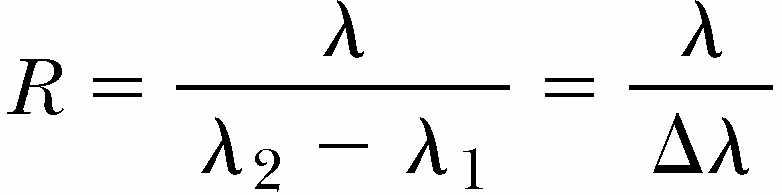 R = λ / (λ₂ − λ₁) = λ / Δλ